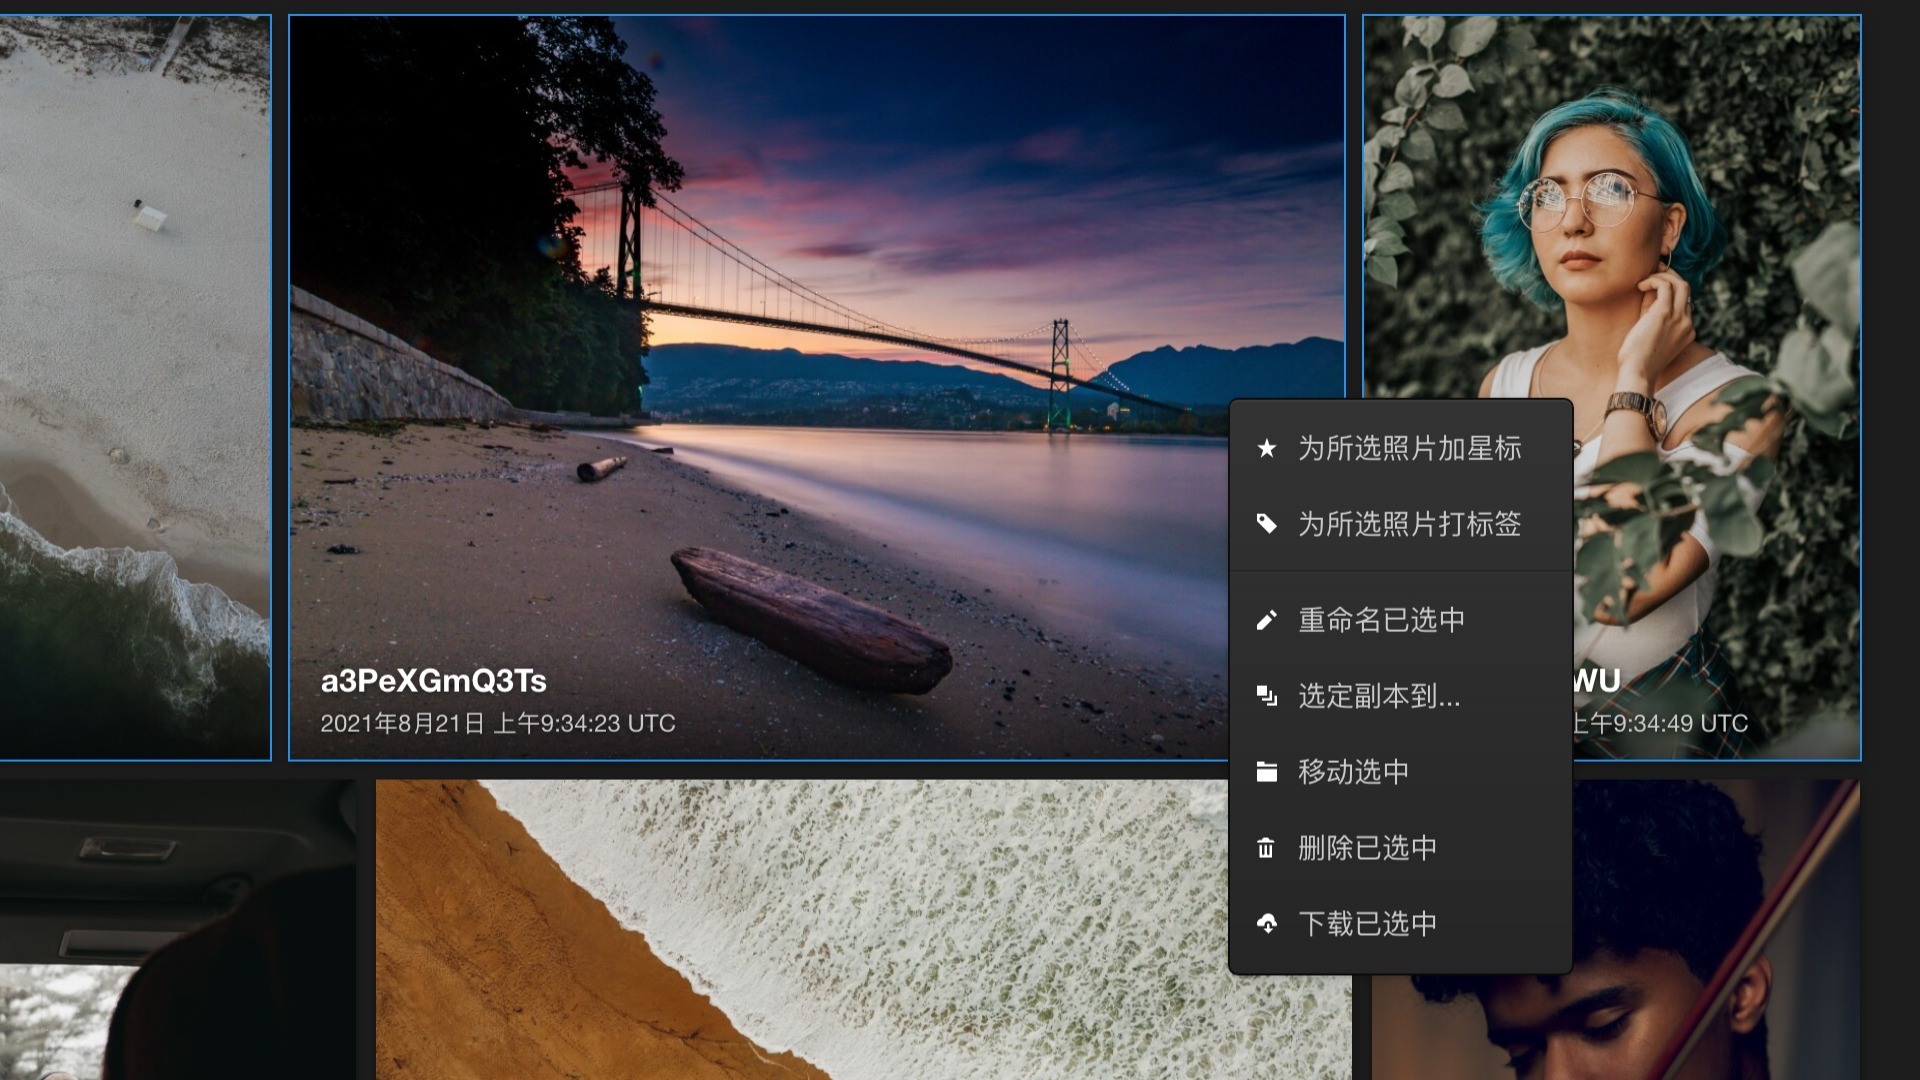 a3PeXGmQ3Ts
2021年8月21日 上午9:34:23 UTC
WU
上午9:34:49 UTC
为所选照片加星标
为所选照片打标签
重命名已选中
选定副本到...
移动选中
删除已选中
下载已选中